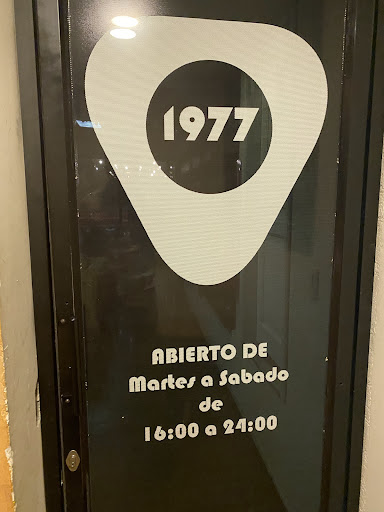 1977
ABIERTO DE
Martes a Sabado
de
16:00 a 24:00